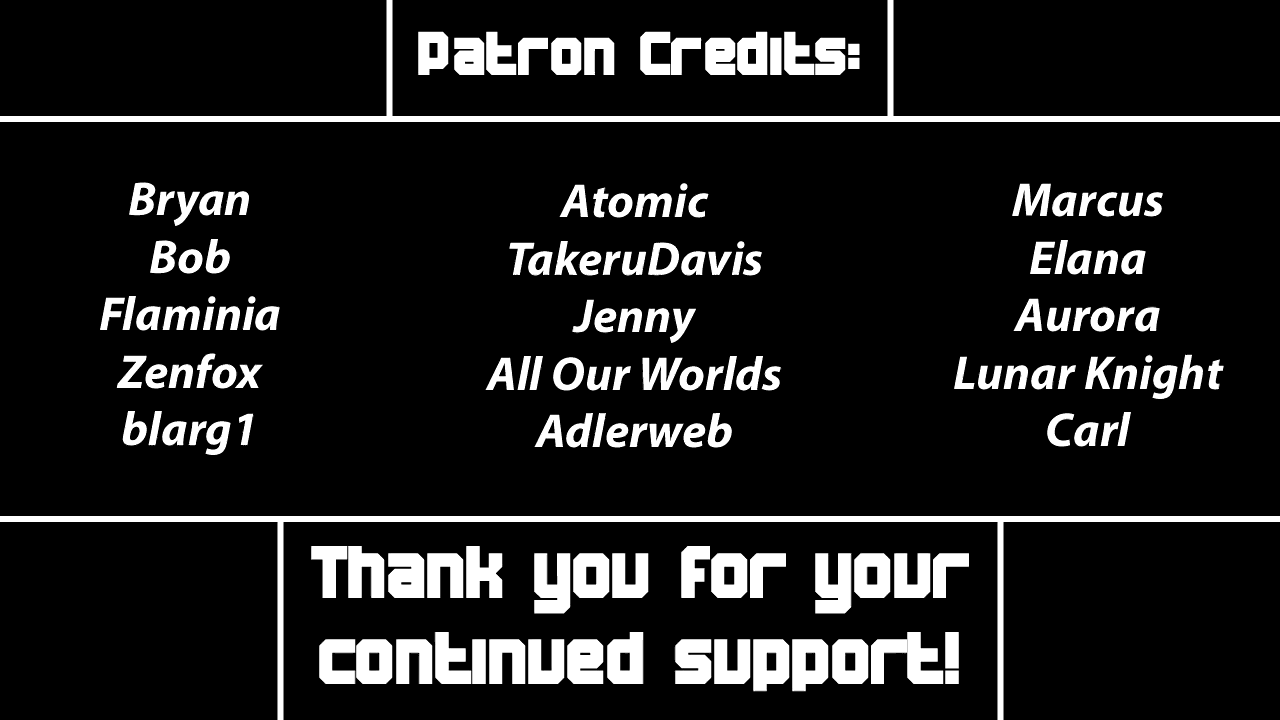 Patron Credits:
Bryan
Bob
Flaminia
Zenfox
blarg1
Atomic
TakeruDavis
Jenny
All Our Worlds
Adlerweb
Marcus
Elana
Aurora
Lunar Knight
Carl
Thank you for your
continued support!